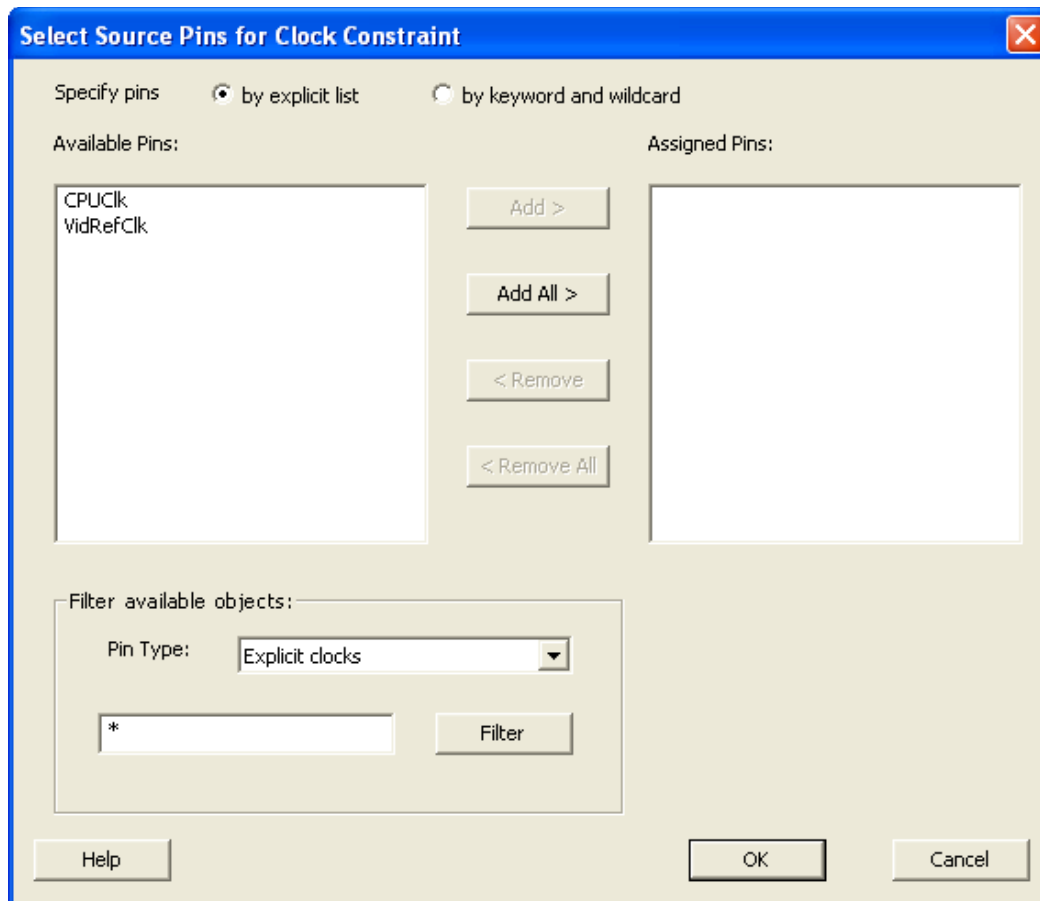 Select Source Pins for Clock Constraint
Specify pins by explicit list by keyword and wildcard
Available Pins: Assigned Pins:
CPUClk
VidRefClk
Add >
Add All >
< Remove
< Remove All
Filter available objects:
Pin Type: Explicit clocks
* Filter
Help OK Cancel